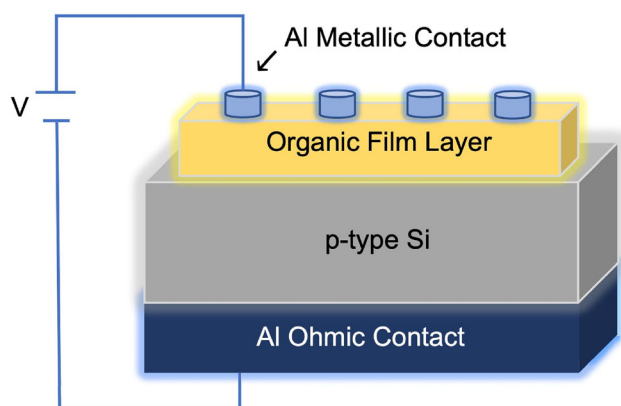 Al Metallic Contact
V
Organic Film Layer
p-type Si
Al Ohmic Contact